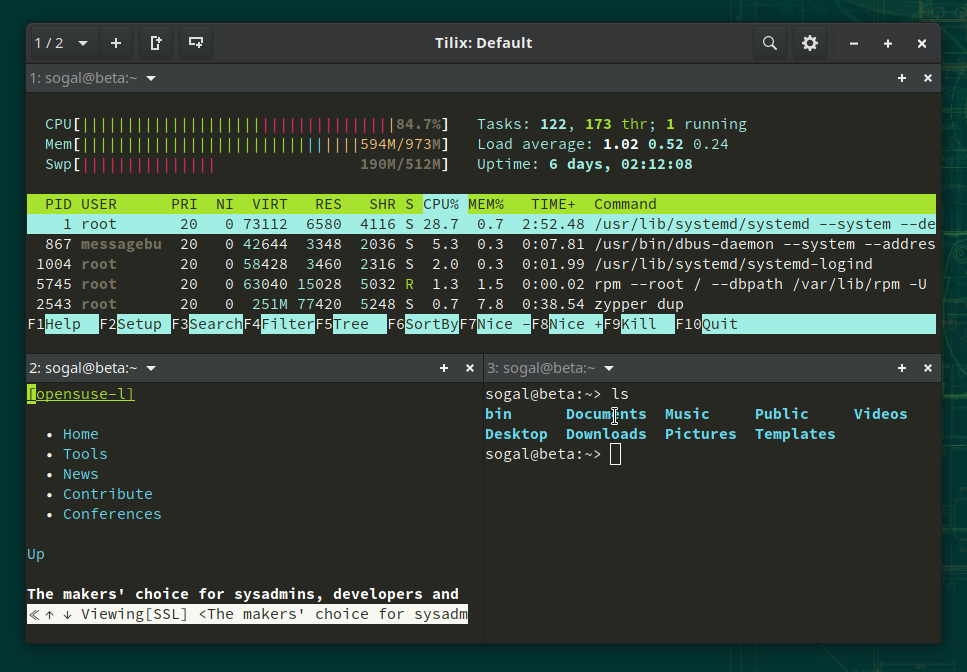 1 / 2 Tilix: Default
1: sogal@beta:~
CPU[||||||||||||||||||||||||||||||||||||84.7%] Tasks: 122, 173 thr; 1 running
Mem[|||||||||||||||||||||||||||||||594M/973M] Load average: 1.02 0.52 0.24
Swp[||||||||||||||| 190M/512M] Uptime: 6 days, 02:12:08
PID USER PRI NI VIRT RES SHR S CPU% MEM% TIME+ Command
1 root 20 0 73112 6580 4116 S 28.7 0.7 2:52.48 /usr/lib/systemd/systemd --system --de
867 messagebu 20 0 42644 3348 2036 S 5.3 0.3 0:07.81 /usr/bin/dbus-daemon --system --addres
1004 root 20 0 58428 3460 2316 S 2.0 0.3 0:01.99 /usr/lib/systemd/systemd-logind
5745 root 20 0 63040 15028 5032 R 1.3 1.5 0:00.02 rpm --root / --dbpath /var/lib/rpm -U
2543 root 20 0 251M 77420 5248 S 0.7 7.8 0:38.54 zypper dup
F1Help F2Setup F3SearchF4FilterF5Tree F6SortByF7Nice -F8Nice +F9Kill F10Quit
2: sogal@beta:~
[opensuse-l]
• Home
• Tools
• News
• Contribute
• Conferences
Up
The makers' choice for sysadmins, developers and
≪↑ ↓ Viewing[SSL] <The makers' choice for sysadm
3: sogal@beta:~
sogal@beta:~> ls
bin Documents Music Public Videos
Desktop Downloads Pictures Templates
sogal@beta:~>